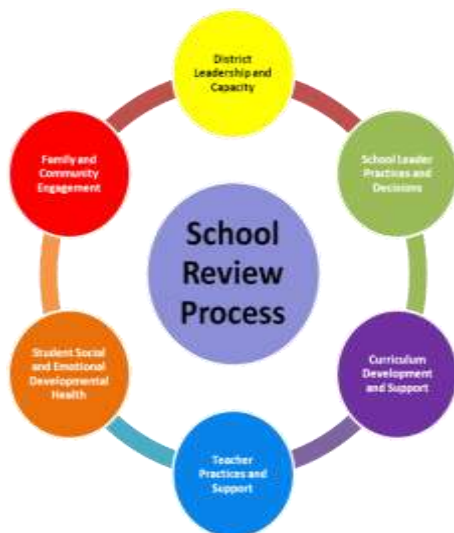 District
Leadership and
Capacity
School Leader
Practices and
Decisions
Curriculum
Development
and Support
Teacher
Practices and
Support
Student Social
and Emotional
Developmental
Health
Family and
Community
Engagement
School
Review
Process